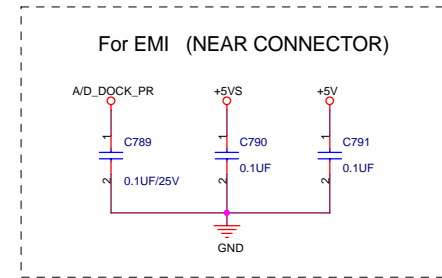 For EMI (NEAR CONNECTOR)
A/D_DOCK_PR +5VS +5V
1 1 1
C789 C790 C791
2 2 2
0.1UF/25V 0.1UF 0.1UF
GND